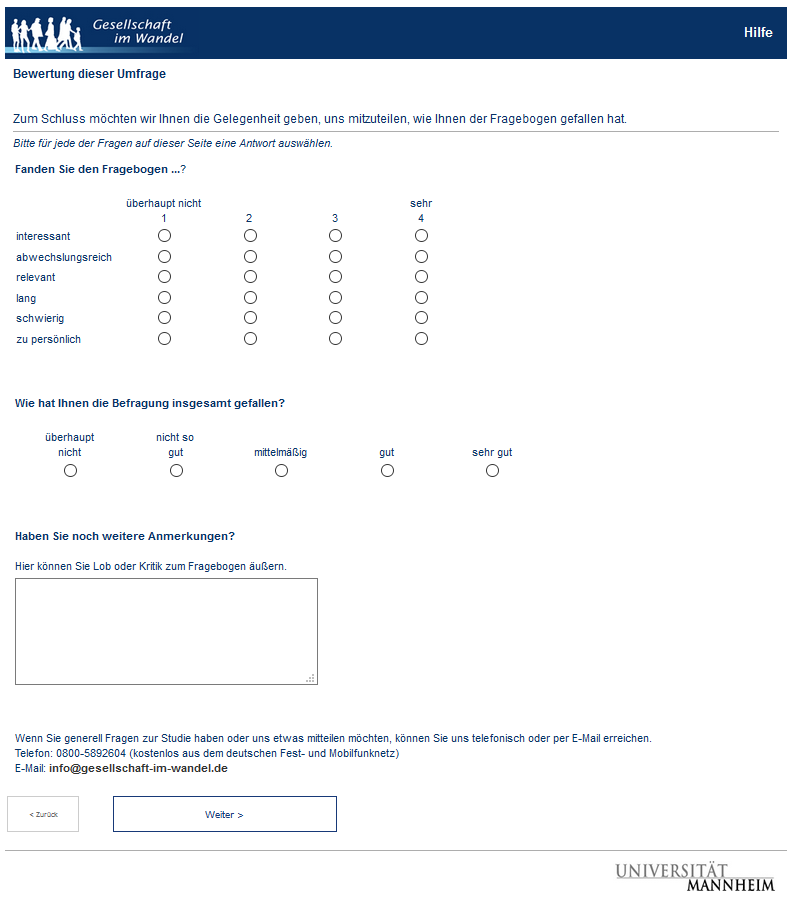 Gesellschaft
im Wandel
Hilfe
Bewertung dieser Umfrage
Zum Schluss möchten wir Ihnen die Gelegenheit geben, uns mitzuteilen, wie Ihnen der Fragebogen gefallen hat.
Bitte für jede der Fragen auf dieser Seite eine Antwort auswählen.
Fanden Sie den Fragebogen ...?
überhaupt nicht sehr
1 2 3 4
interessant
abwechslungsreich
relevant
lang
schwierig
zu persönlich
Wie hat Ihnen die Befragung insgesamt gefallen?
überhaupt nicht so
nicht gut mittelmäßig gut sehr gut
Haben Sie noch weitere Anmerkungen?
Hier können Sie Lob oder Kritik zum Fragebogen äußern.
Wenn Sie generell Fragen zur Studie haben oder uns etwas mitteilen möchten, können Sie uns telefonisch oder per E-Mail erreichen.
Telefon: 0800-5892604 (kostenlos aus dem deutschen Fest- und Mobilfunknetz)
E-Mail: info@gesellschaft-im-wandel.de
< Zurück Weiter >
UNIVERSITÄT
MANNHEIM